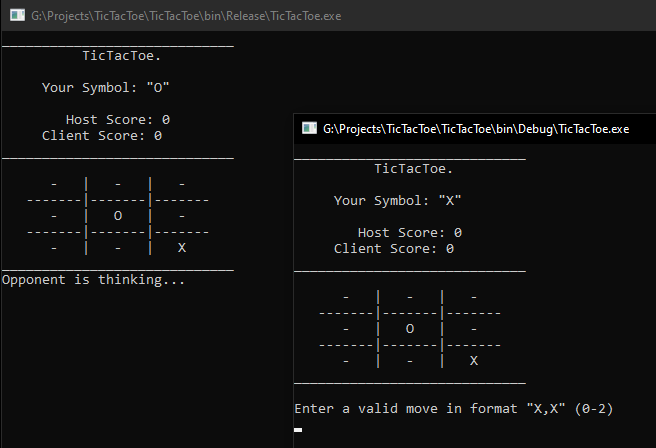 G:\Projects\TicTacToe\TicTacToe\bin\Release\TicTacToe.exe
TicTacToe.
Your Symbol: "O"
Host Score: 0
Client Score: 0
- | - | -
-------|-------|-------
- | O | -
-------|-------|-------
- | - | X
Opponent is thinking...
G:\Projects\TicTacToe\TicTacToe\bin\Debug\TicTacToe.exe
TicTacToe.
Your Symbol: "X"
Host Score: 0
Client Score: 0
- | - | -
-------|-------|-------
- | O | -
-------|-------|-------
- | - | X
Enter a valid move in format "X,X" (0-2)